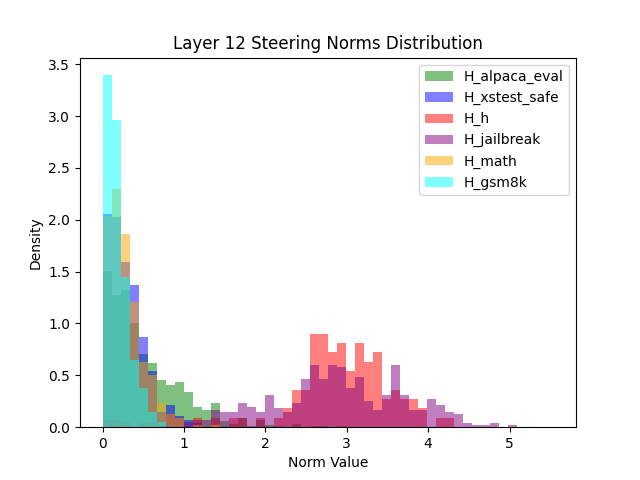 Layer 12 Steering Norms Distribution
H_alpaca_eval
H_xstest_safe
H_h
H_jailbreak
H_math
H_gsm8k
3.5
3.0
2.5
2.0
1.5
1.0
0.5
0.0
Density
0 1 2 3 4 5
Norm Value